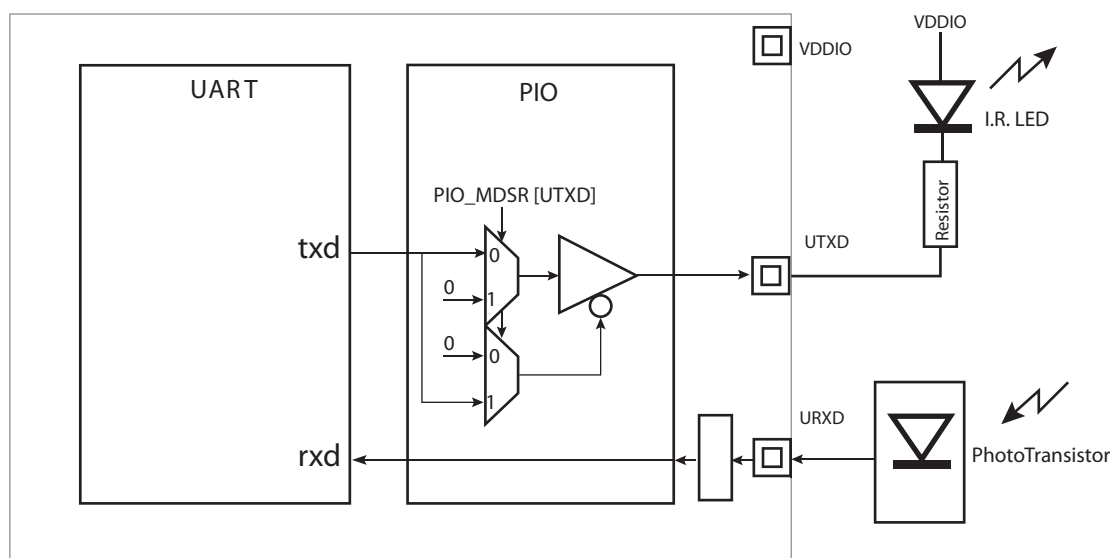 VDDIO
VDDIO
UART
PIO
I.R. LED
PIO_MDSR [UTXD]
Resistor
txd
0
UTXD
0
1
0
0
1
URXD
rxd
PhotoTransistor